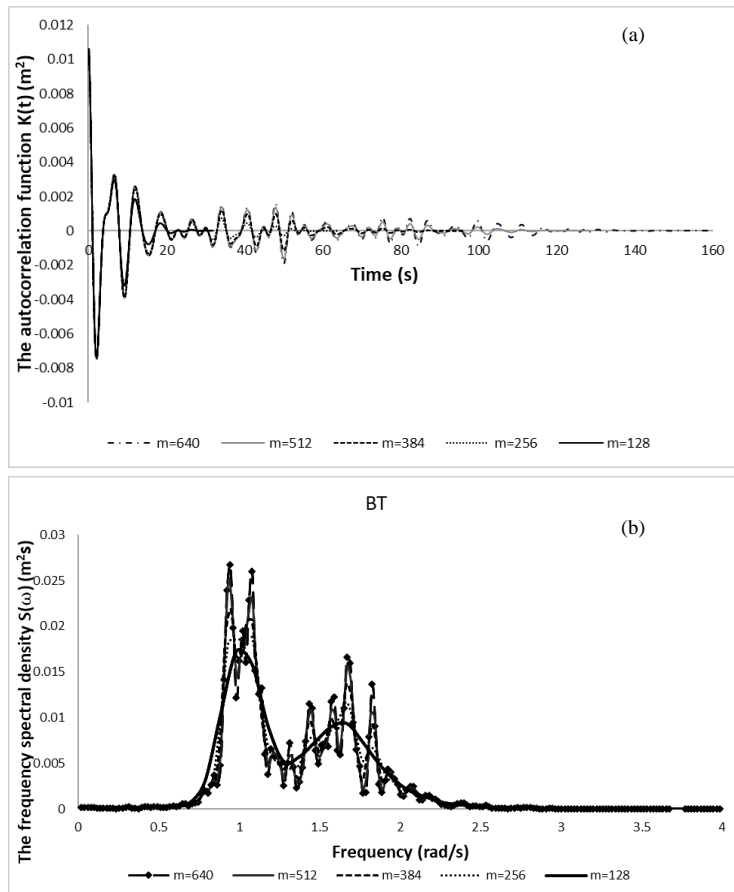 (a)
The autocorrelation function K(t) (m²)
0.012
0.01
0.008
0.006
0.004
0.002
0
-0.002
-0.004
-0.006
-0.008
-0.01
0 20 40 60 80 100 120 140 160
Time (s)
m=640 m=512 m=384 m=256 m=128
BT
(b)
The frequency spectral density S(ω) (m²s)
0.03
0.025
0.02
0.015
0.01
0.005
0
0 0.5 1 1.5 2 2.5 3 3.5 4
Frequency (rad/s)
m=640 m=512 m=384 m=256 m=128